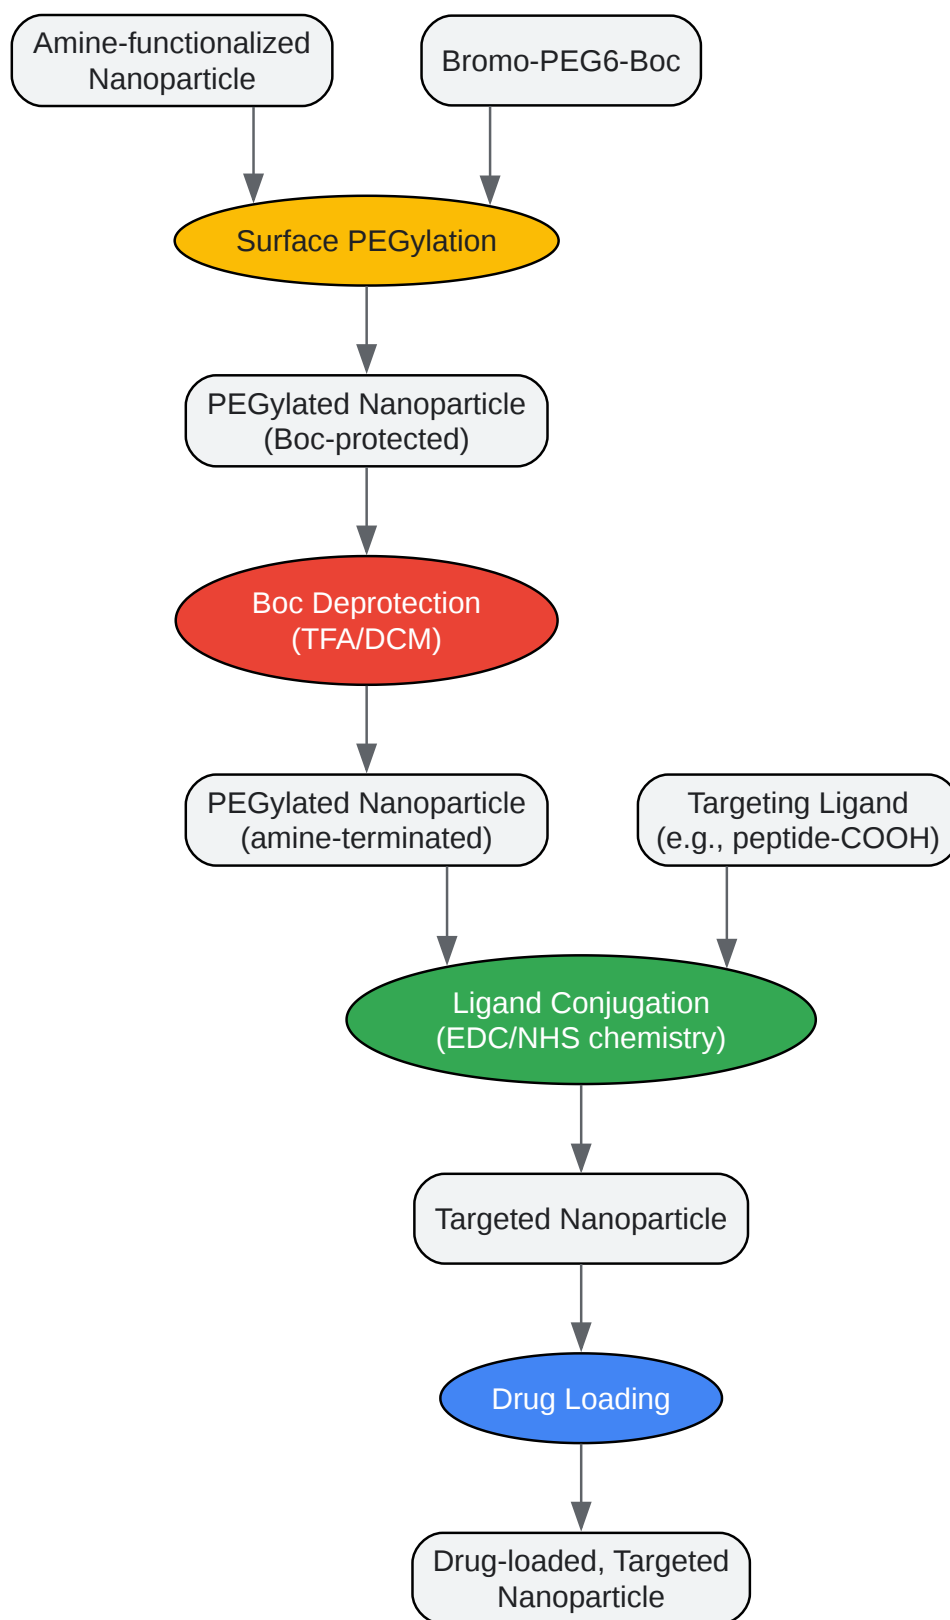 Amine-functionalized
Nanoparticle
Bromo-PEG6-Boc
Surface PEGylation
PEGylated Nanoparticle
(Boc-protected)
Boc Deprotection
(TFA/DCM)
PEGylated Nanoparticle
(amine-terminated)
Targeting Ligand
(e.g., peptide-COOH)
Ligand Conjugation
(EDC/NHS chemistry)
Targeted Nanoparticle
Drug Loading
Drug-loaded, Targeted
Nanoparticle